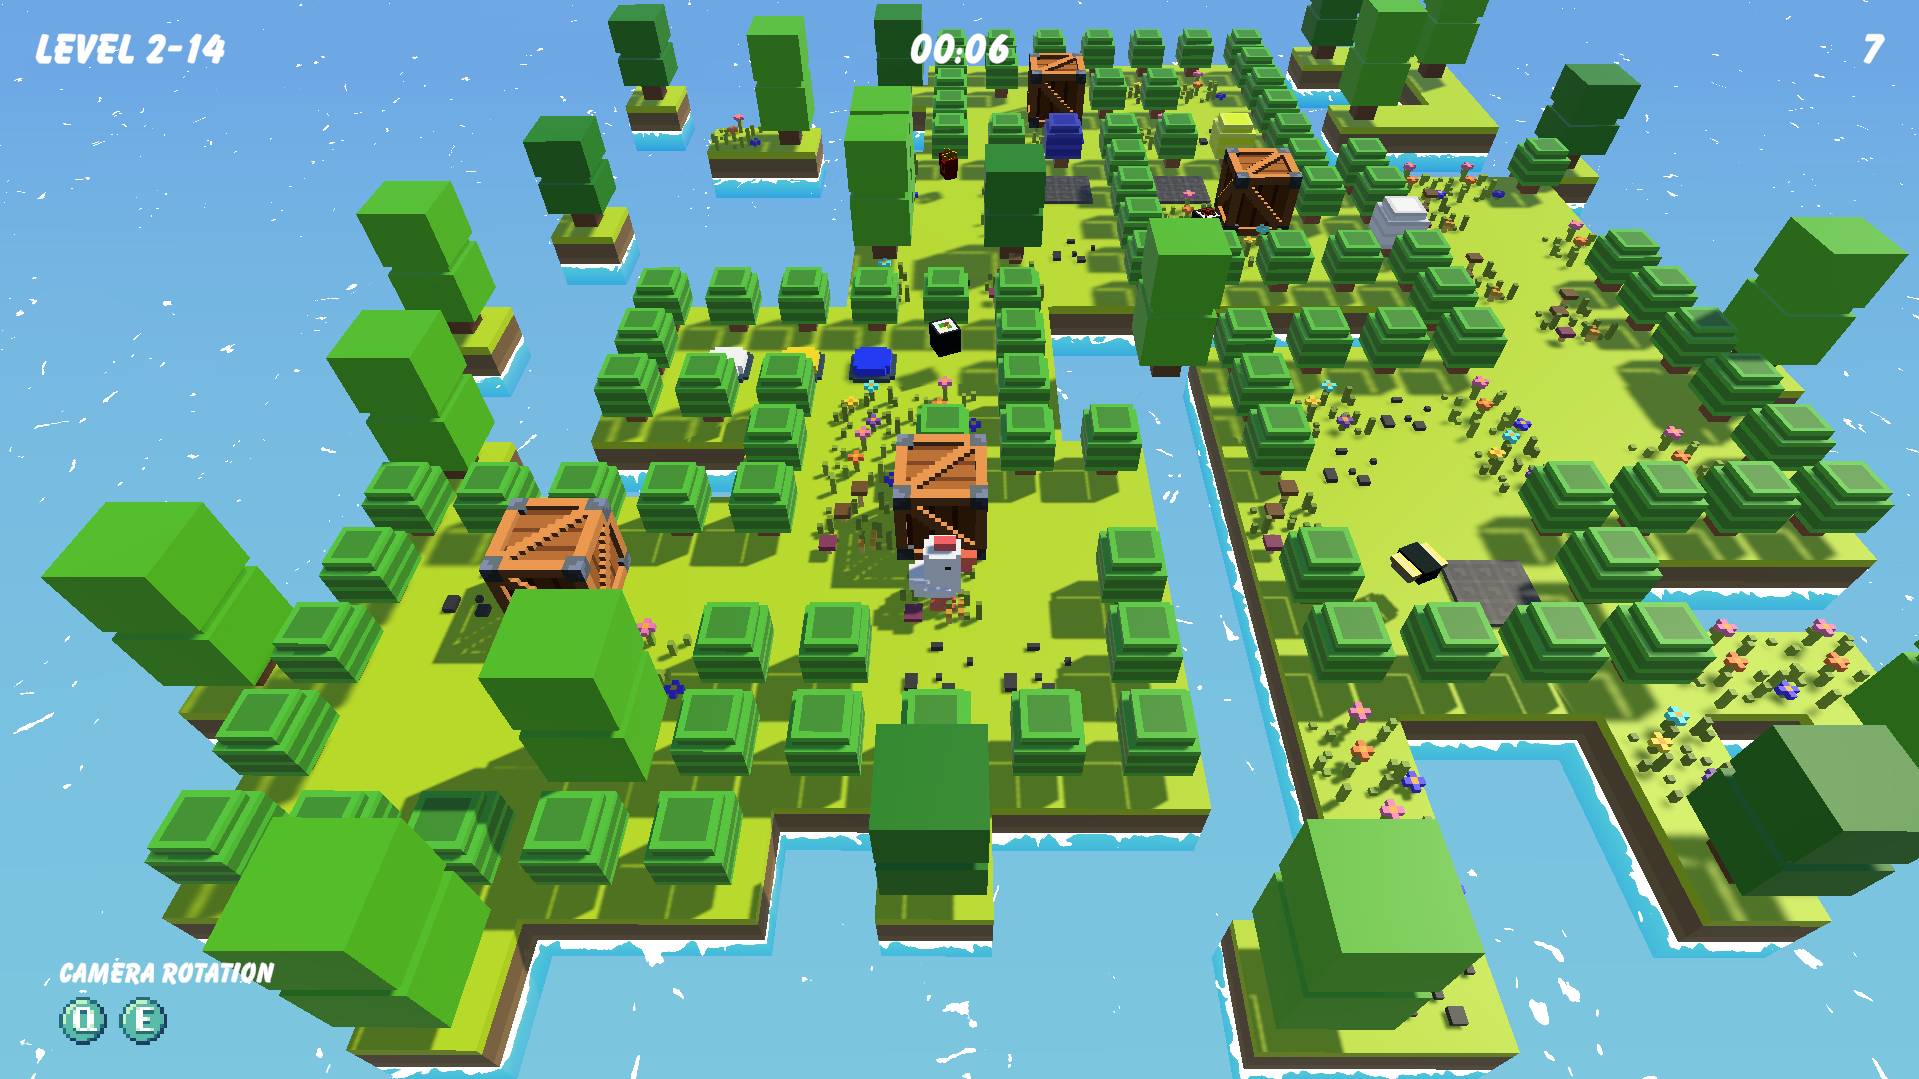 LEVEL 2-14
00:06
7
CAMERA ROTATION
Q E